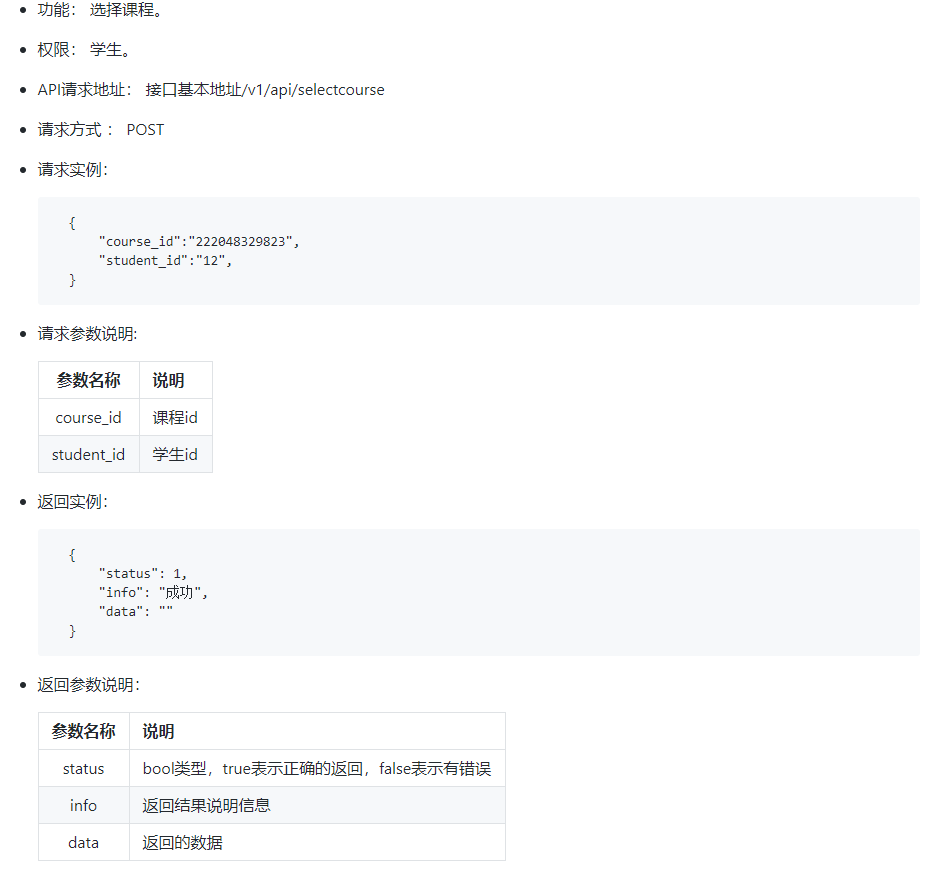 功能： 选择课程。
权限： 学生。
API请求地址： 接口基本地址/v1/api/selectcourse
请求方式 ： POST
请求实例：
{
"course_id":"222048329823",
"student_id":"12",
}
请求参数说明:
参数名称 说明
course_id 课程id
student_id 学生id
返回实例：
{
"status": 1,
"info": "成功",
"data": ""
}
返回参数说明：
参数名称 说明
status bool类型，true表示正确的返回，false表示有错误
info 返回结果说明信息
data 返回的数据